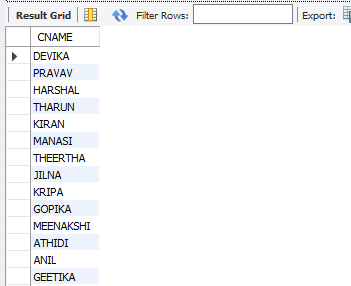 Result Grid Filter Rows: Export:
CNAME
DEVIKA
PRAVAV
HARSHAL
THARUN
KIRAN
MANASI
THEERTHA
JILNA
KRIPA
GOPIKA
MEENAKSHI
ATHIDI
ANIL
GEETIKA